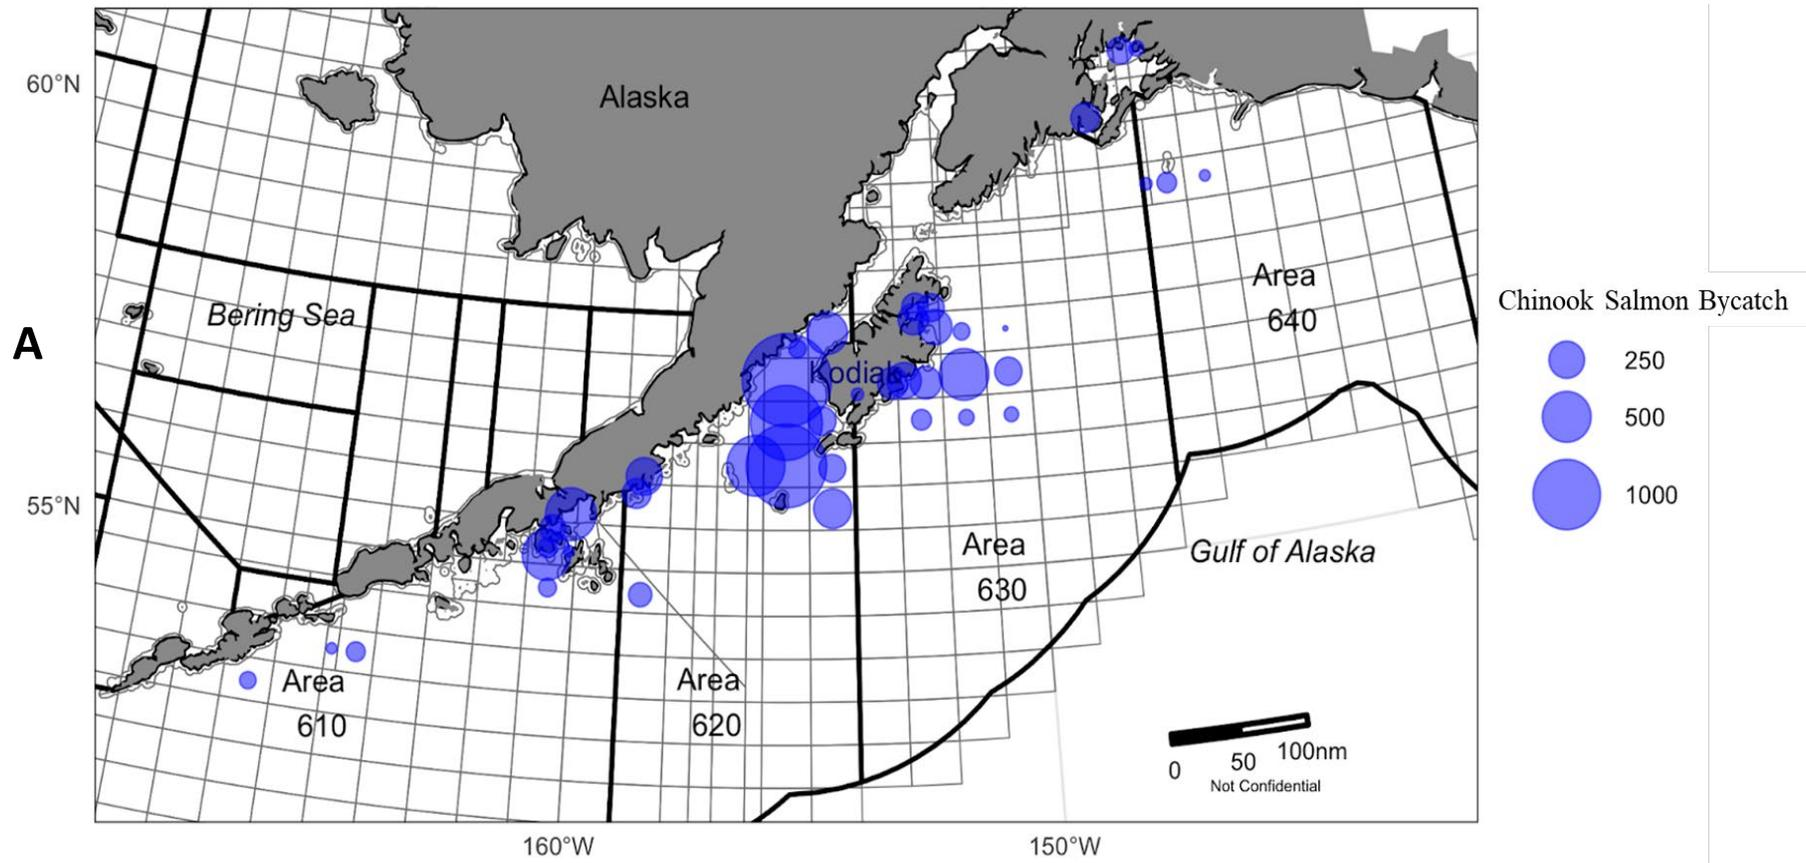 60°N
Alaska
Area
640
Bering Sea
Chinook Salmon Bycatch
A
250
Kodiak
500
1000
55°N
Area
630
Gulf of Alaska
Area
610
Area
620
0
50
100nm
Not Confidential
160°W
150°W